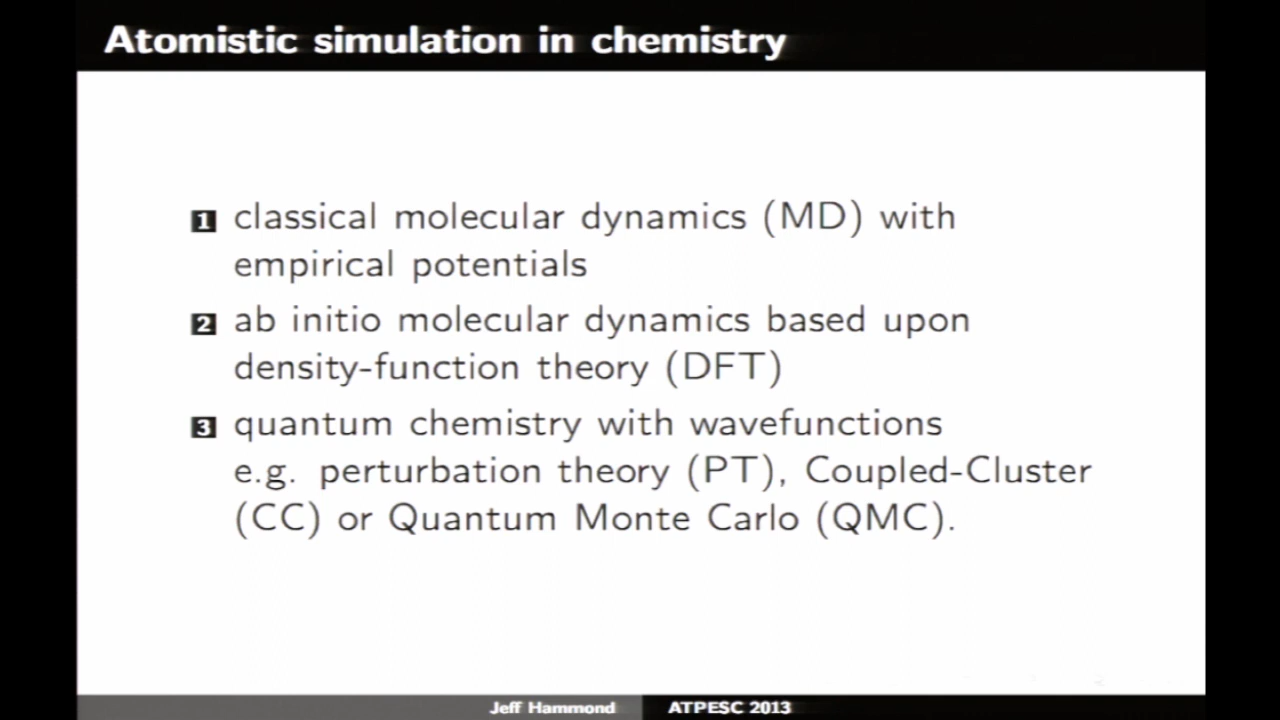 Atomistic simulation in chemistry
1 classical molecular dynamics (MD) with
empirical potentials
2 ab initio molecular dynamics based upon
density-function theory (DFT)
3 quantum chemistry with wavefunctions
e.g. perturbation theory (PT), Coupled-Cluster
(CC) or Quantum Monte Carlo (QMC).
Jeff Hammond ATPESC 2013